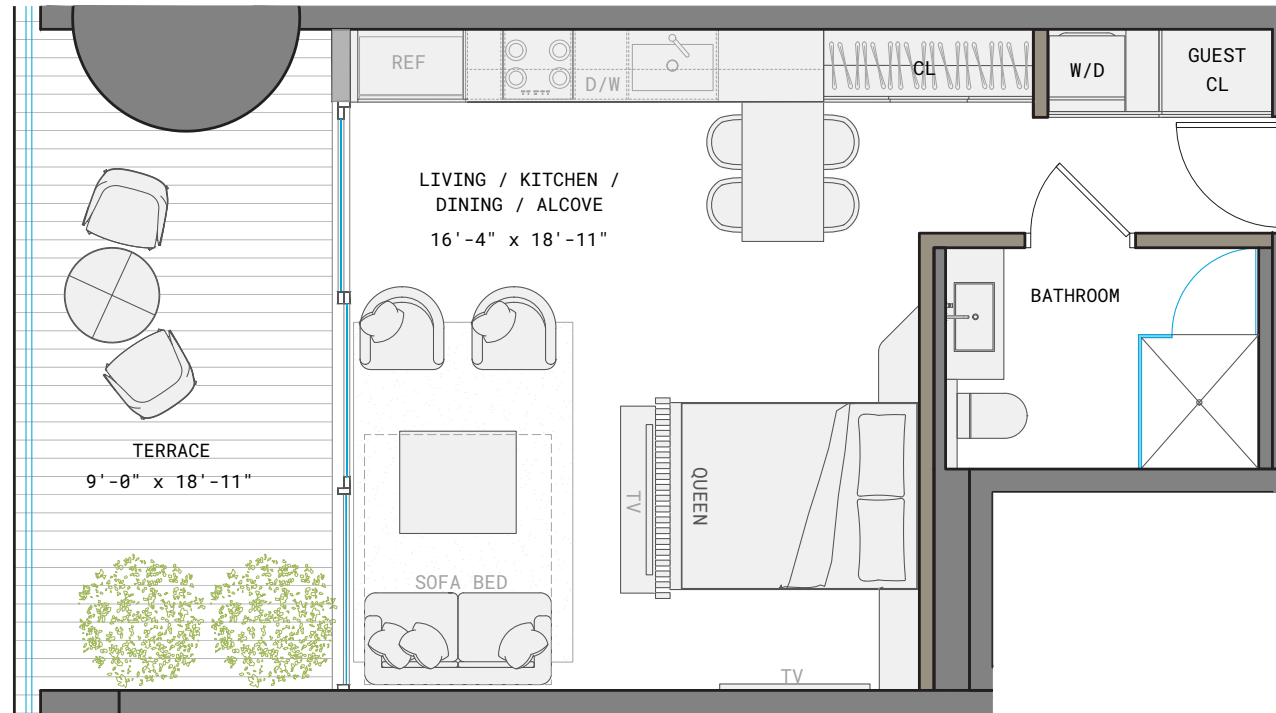 REF
D/W
CL
W/D
GUEST
CL
LIVING / KITCHEN /
DINING / ALCOVE
16'-4" x 18'-11"
BATHROOM
TERRACE
9'-0" x 18'-11"
TV
QUEEN
SOFA BED
TV